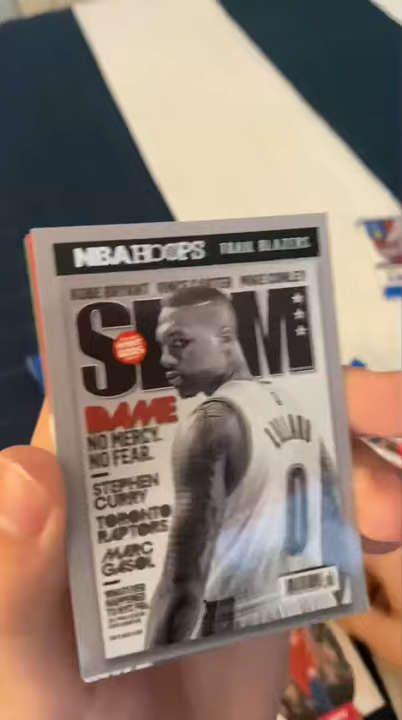 NBA HOOPS TRAIL BLAZERS
KOBE BRYANT VINCE CARTER MIKE CONLEY
SLAM
DAME
NO MERCY.
NO FEAR.
STEPHEN
CURRY
TORONTO
RAPTORS
MARC
GASOL
0